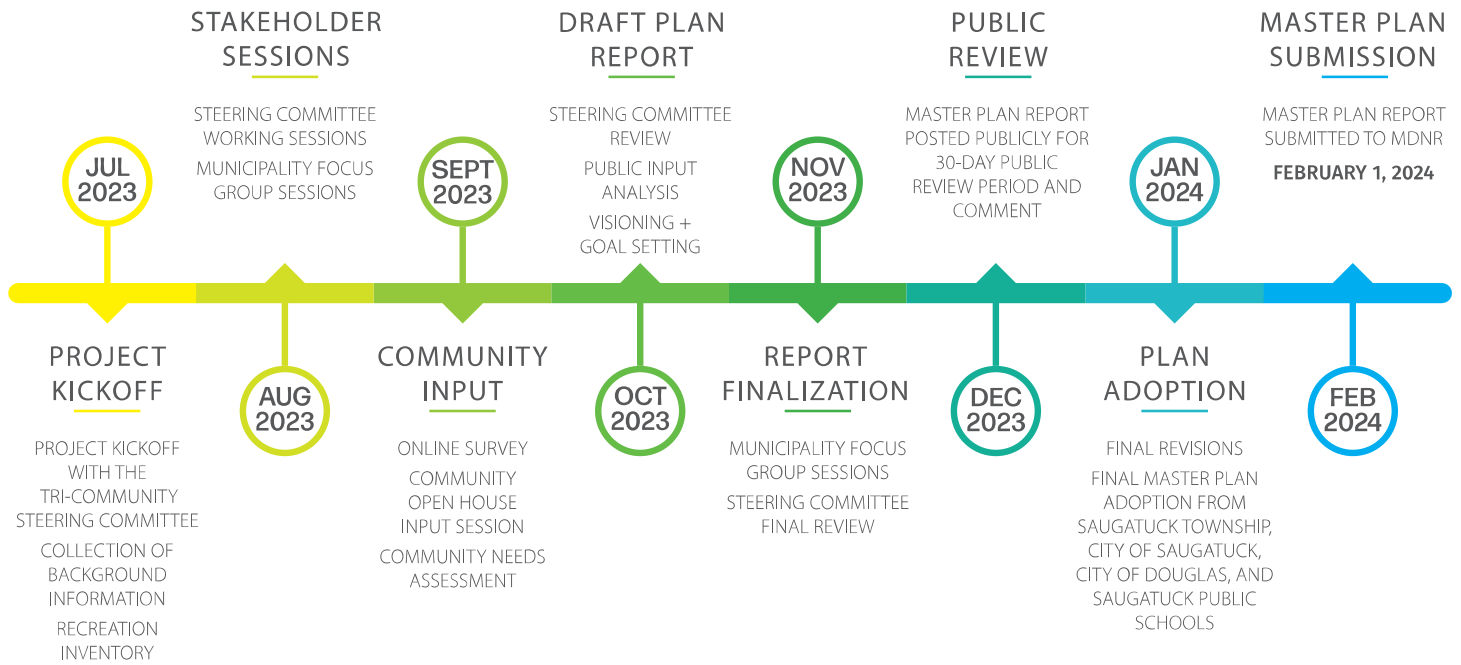 JUL
2023
PROJECT
KICKOFF
PROJECT KICKOFF
WITH THE
TRI-COMMUNITY
STEERING COMMITTEE
COLLECTION OF
BACKGROUND
INFORMATION
RECREATION
INVENTORY
STAKEHOLDER
SESSIONS
STEERING COMMITTEE
WORKING SESSIONS
MUNICIPALITY FOCUS
GROUP SESSIONS
AUG
2023
SEPT
2023
COMMUNITY
INPUT
ONLINE SURVEY
COMMUNITY
OPEN HOUSE
INPUT SESSION
COMMUNITY NEEDS
ASSESSMENT
DRAFT PLAN
REPORT
STEERING COMMITTEE
REVIEW
PUBLIC INPUT
ANALYSIS
VISIONING +
GOAL SETTING
OCT
2023
NOV
2023
REPORT
FINALIZATION
MUNICIPALITY FOCUS
GROUP SESSIONS
STEERING COMMITTEE
FINAL REVIEW
PUBLIC
REVIEW
MASTER PLAN REPORT
POSTED PUBLICLY FOR
30-DAY PUBLIC
REVIEW PERIOD AND
COMMENT
DEC
2023
JAN
2024
PLAN
ADOPTION
FINAL REVISIONS
FINAL MASTER PLAN
ADOPTION FROM
SAUGATUCK TOWNSHIP,
CITY OF SAUGATUCK,
CITY OF DOUGLAS, AND
SAUGATUCK PUBLIC
SCHOOLS
MASTER PLAN
SUBMISSION
MASTER PLAN REPORT
SUBMITTED TO MDNR
FEBRUARY 1, 2024
FEB
2024